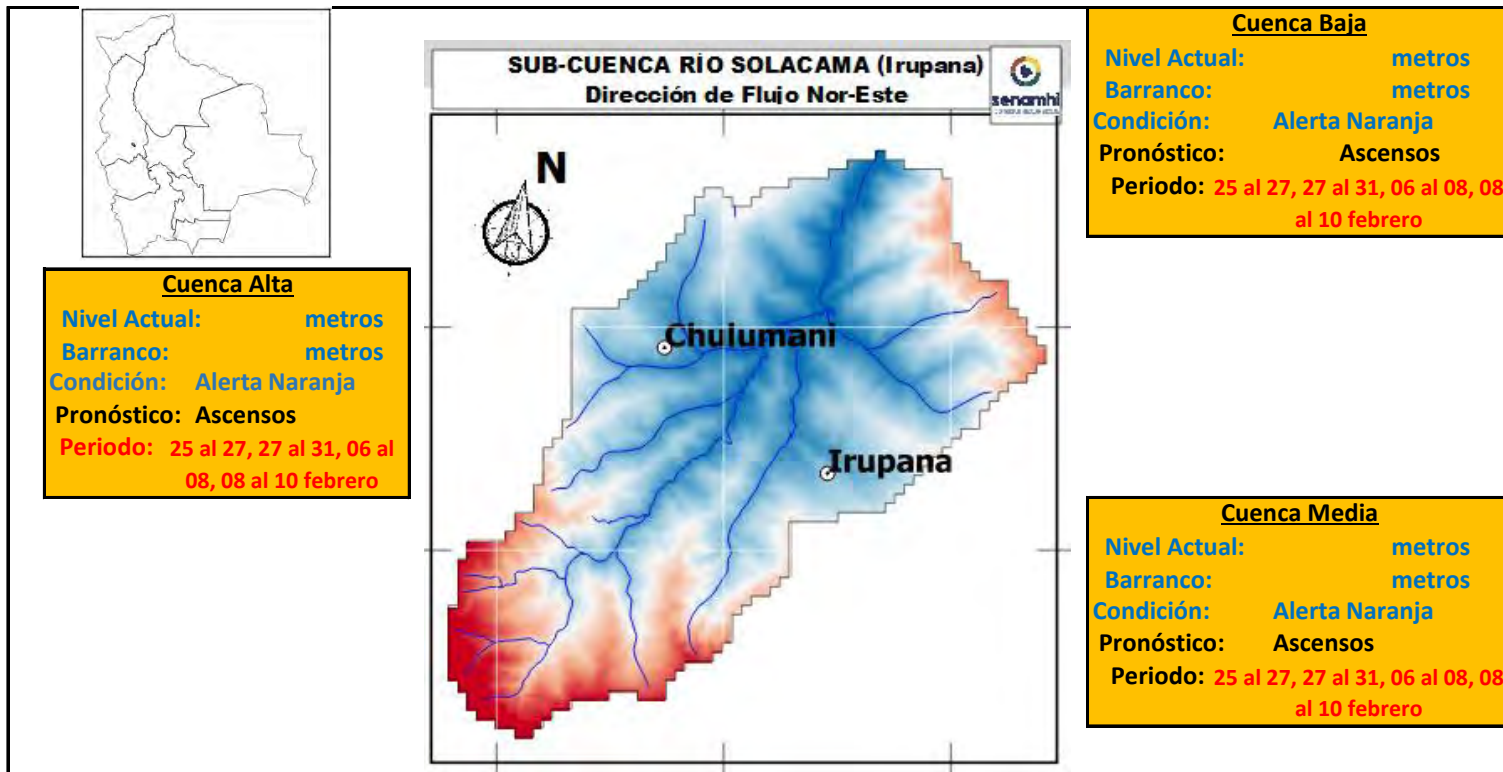 SUB-CUENCA RÍO SOLACAMA (Irupana)
Dirección de Flujo Nor-Este
senamhi
N
Chulumani
Irupana
Cuenca Alta
Nivel Actual: metros
Barranco: metros
Condición: Alerta Naranja
Pronóstico: Ascensos
Periodo: 25 al 27, 27 al 31, 06 al
08, 08 al 10 febrero
Cuenca Baja
Nivel Actual: metros
Barranco: metros
Condición: Alerta Naranja
Pronóstico: Ascensos
Periodo: 25 al 27, 27 al 31, 06 al 08, 08
al 10 febrero
Cuenca Media
Nivel Actual: metros
Barranco: metros
Condición: Alerta Naranja
Pronóstico: Ascensos
Periodo: 25 al 27, 27 al 31, 06 al 08, 08
al 10 febrero